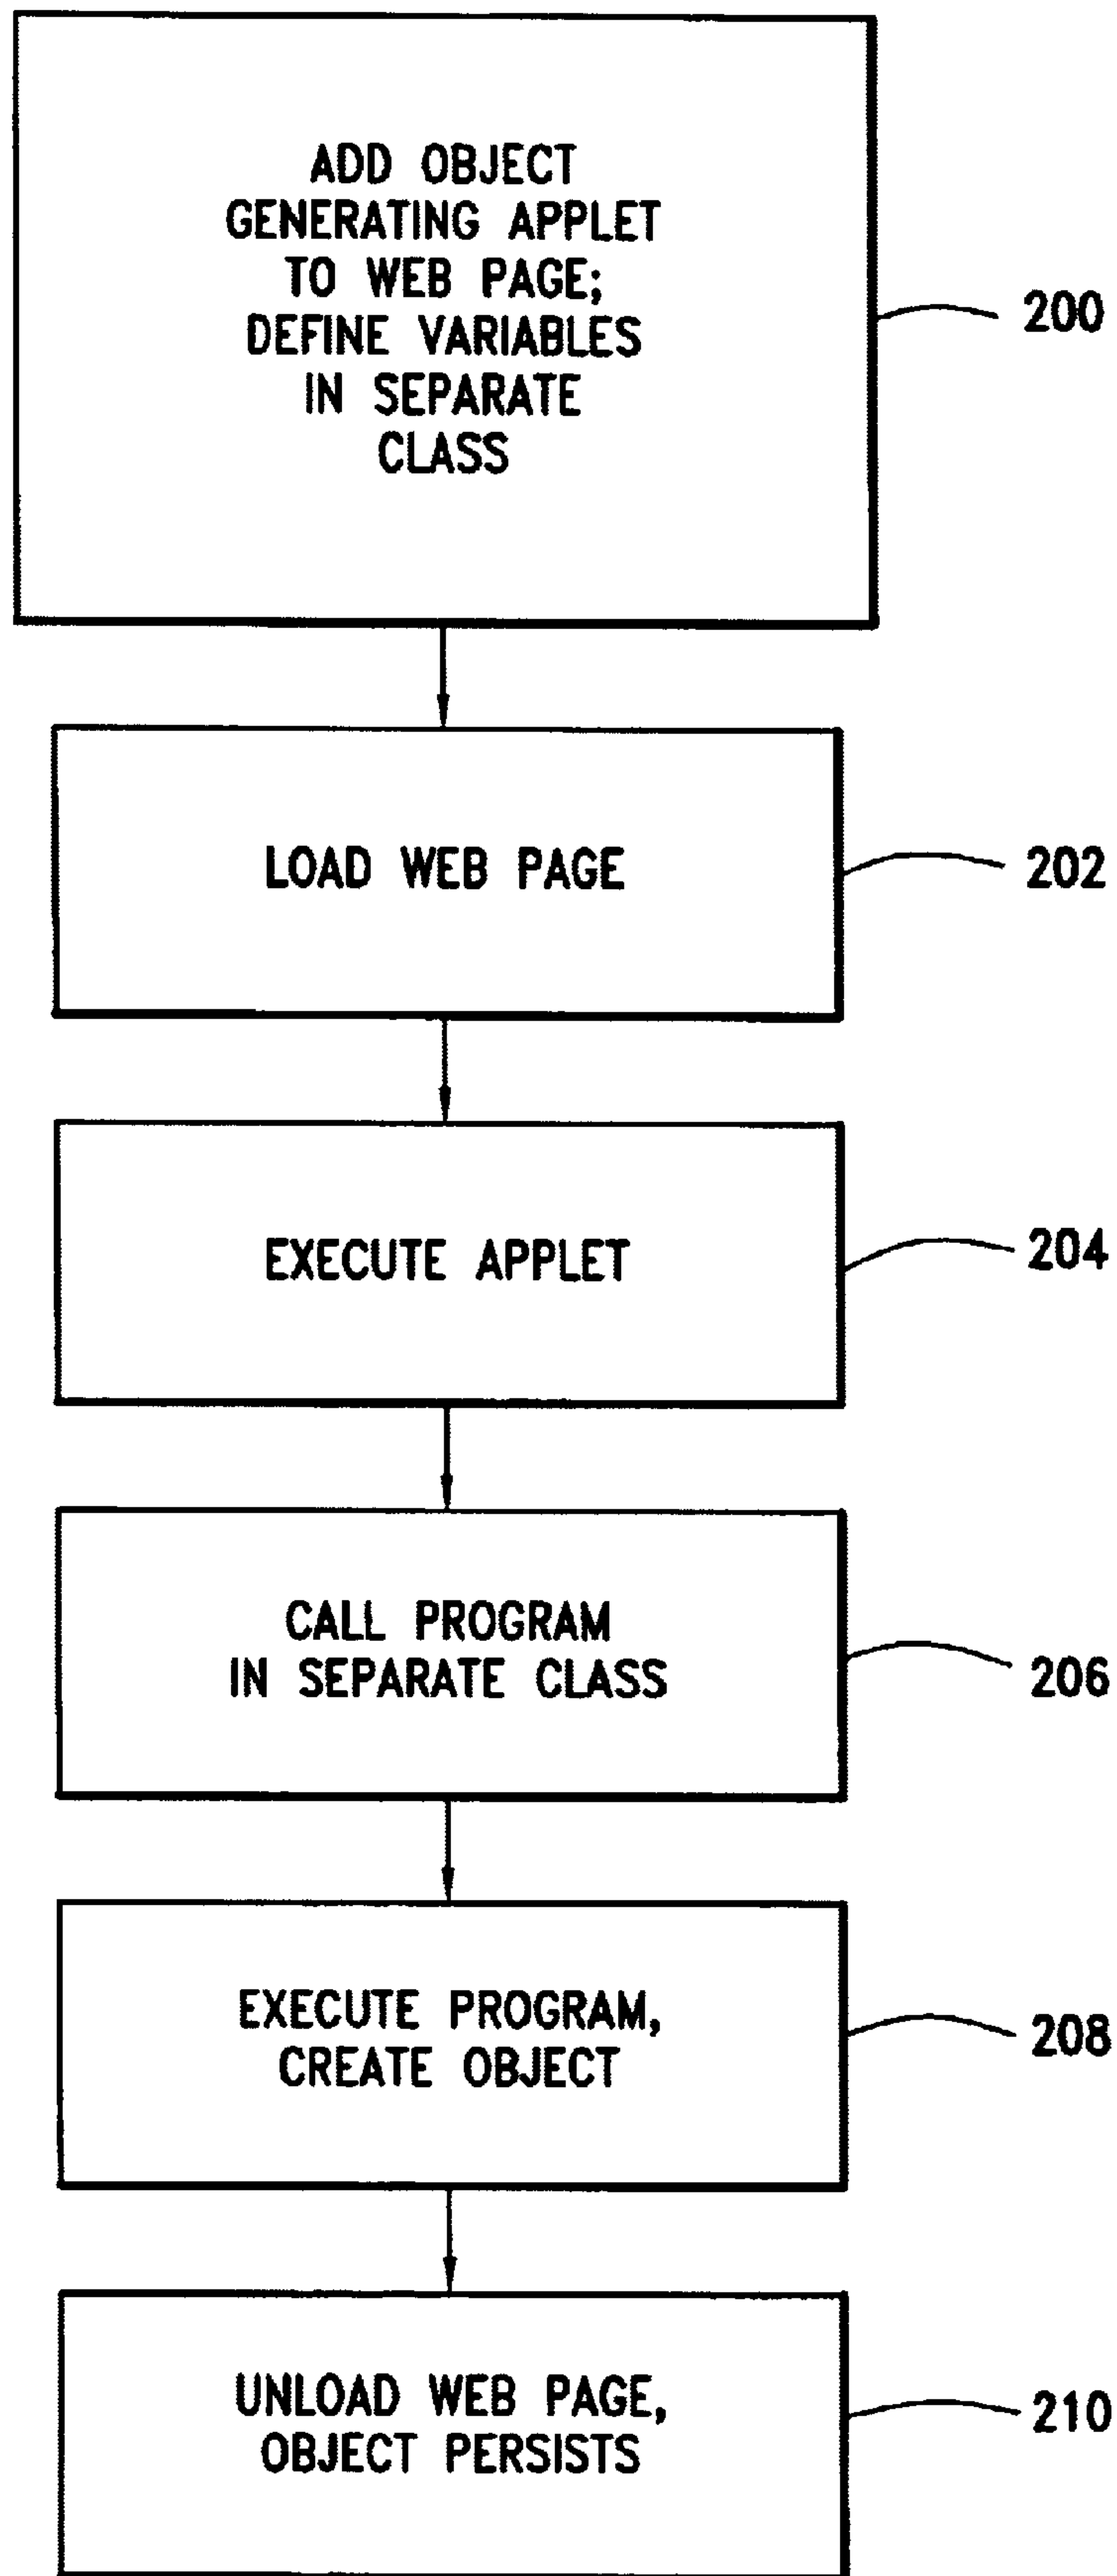 ADD OBJECT
GENERATING APPLET
TO WEB PAGE;
DEFINE VARIABLES
IN SEPARATE
CLASS
200
LOAD WEB PAGE
202
EXECUTE APPLET
204
CALL PROGRAM
IN SEPARATE CLASS
206
EXECUTE PROGRAM,
CREATE OBJECT
208
UNLOAD WEB PAGE,
OBJECT PERSISTS
210